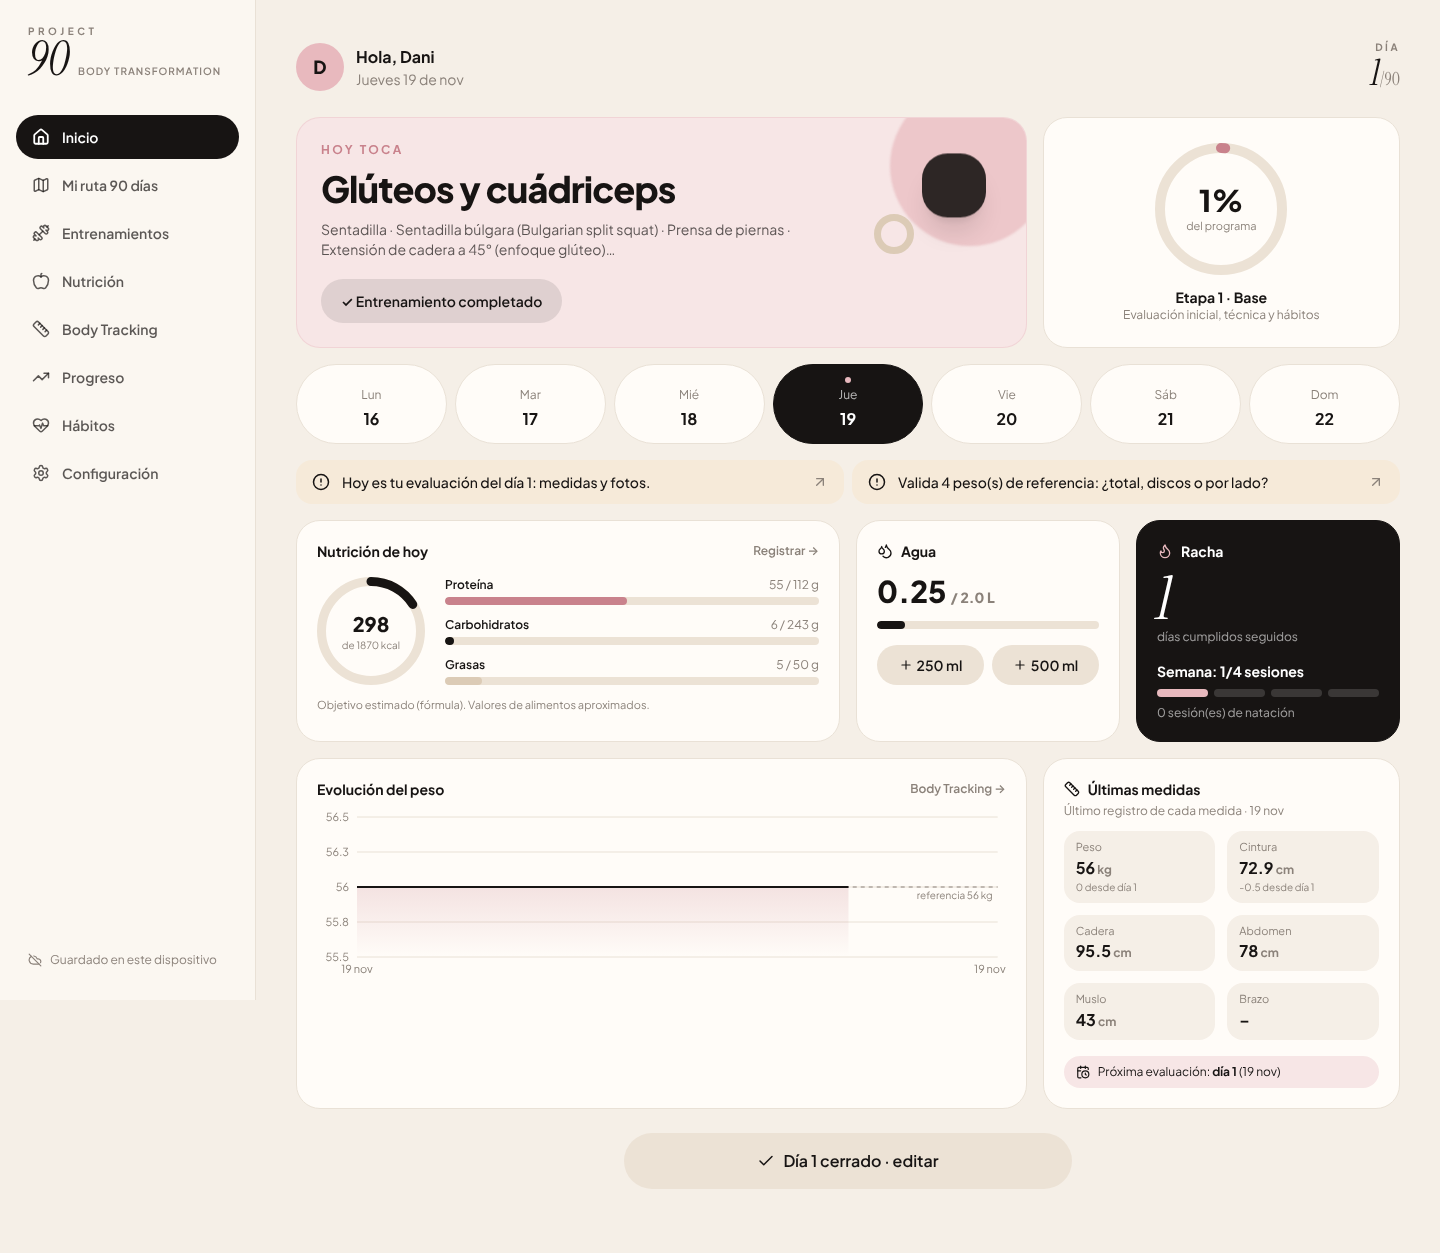 PROJECT
90 BODY TRANSFORMATION
Inicio
Mi ruta 90 días
Entrenamientos
Nutrición
Body Tracking
Progreso
Hábitos
Configuración
Guardado en este dispositivo
D
Hola, Dani
Jueves 19 de nov
DÍA
1/90
HOY TOCA
Glúteos y cuádriceps
Sentadilla · Sentadilla búlgara (Bulgarian split squat) · Prensa de piernas ·
Extensión de cadera a 45° (enfoque glúteo)…
✓ Entrenamiento completado
1%
del programa
Etapa 1 · Base
Evaluación inicial, técnica y hábitos
Lun
16
Mar
17
Mié
18
Jue
19
Vie
20
Sáb
21
Dom
22
Hoy es tu evaluación del día 1: medidas y fotos.
Valida 4 peso(s) de referencia: ¿total, discos o por lado?
Nutrición de hoy
Registrar →
298
de 1870 kcal
Proteína 55 / 112 g
Carbohidratos 6 / 243 g
Grasas 5 / 50 g
Objetivo estimado (fórmula). Valores de alimentos aproximados.
Agua
0.25 / 2.0 L
+ 250 ml
+ 500 ml
Racha
1
días cumplidos seguidos
Semana: 1/4 sesiones
0 sesión(es) de natación
Evolución del peso
Body Tracking →
56.5
56.3
56
referencia 56 kg
55.8
55.5
19 nov
19 nov
Últimas medidas
Último registro de cada medida · 19 nov
Peso
56 kg
0 desde día 1
Cintura
72.9 cm
-0.5 desde día 1
Cadera
95.5 cm
Abdomen
78 cm
Muslo
43 cm
Brazo
–
Próxima evaluación: día 1 (19 nov)
Día 1 cerrado · editar